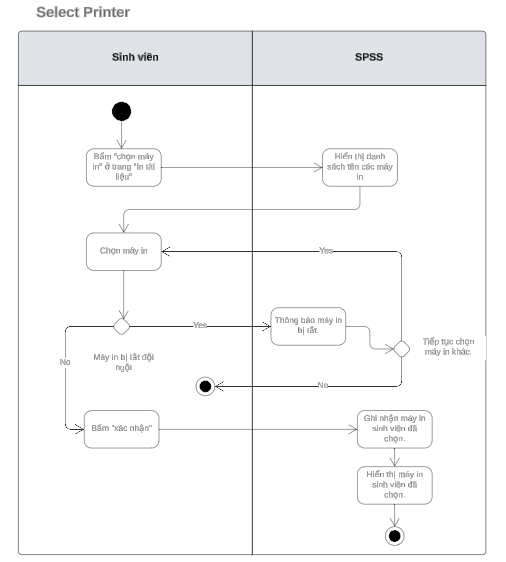 Select Printer
Sinh viên
SPSS
Bấm "chọn máy
in" ở trang "in tài
liệu"
Hiển thị danh
sách tên các máy
in
Chọn máy in
Yes
Yes
Thông báo máy in
bị tắt.
Tiếp tục chọn
máy in khác
No
Máy in bị tắt đột
ngột
No
Bấm "xác nhận"
Ghi nhận máy in
sinh viên đã
chọn.
Hiển thị máy in
sinh viên đã
chọn.